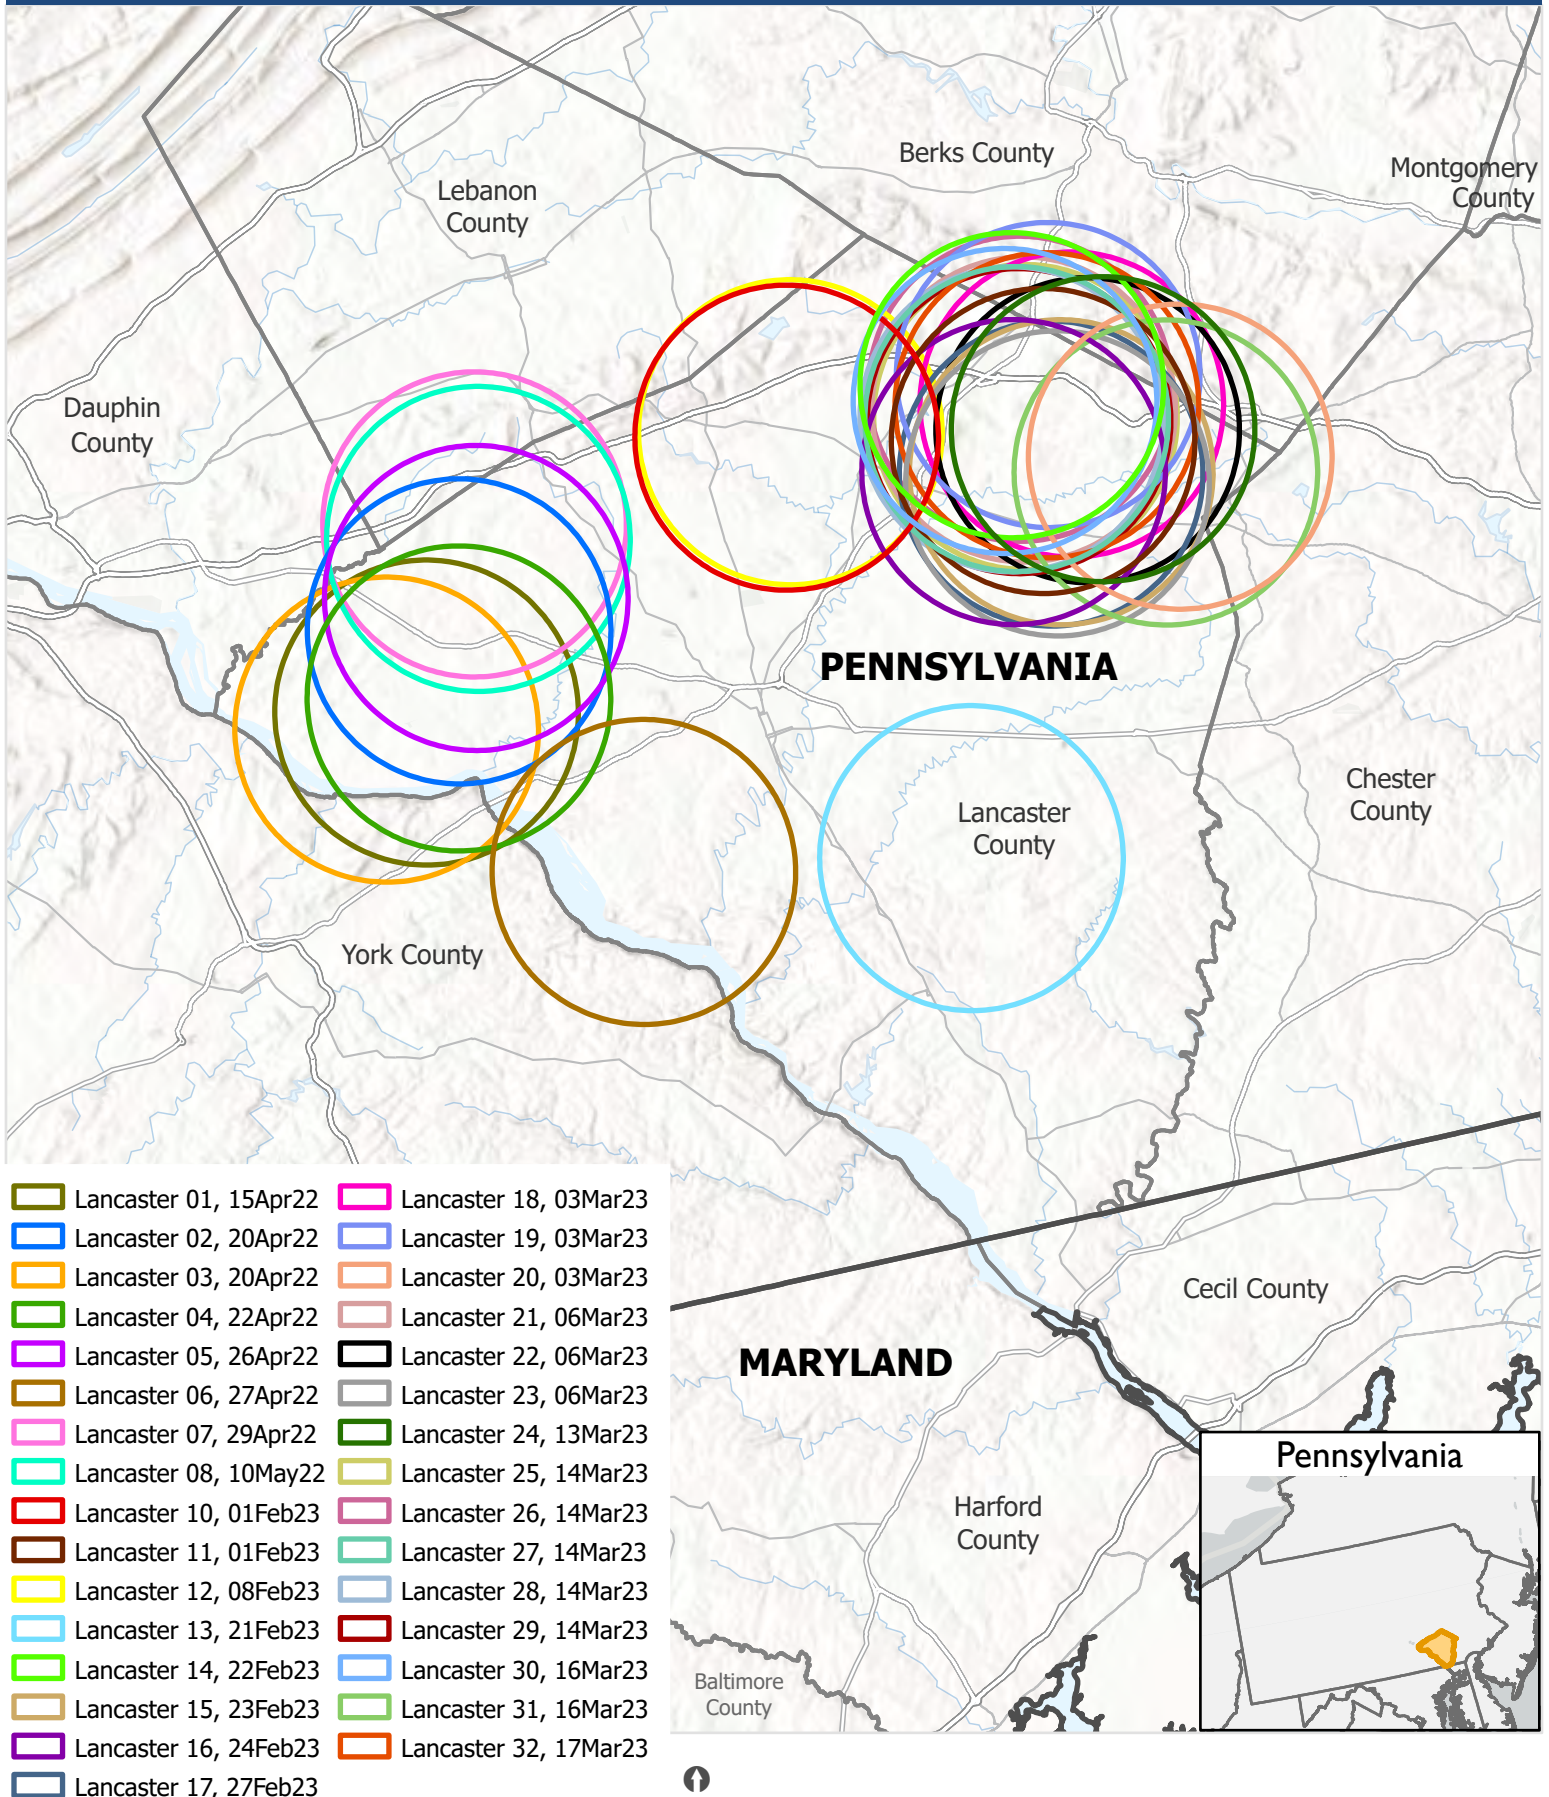 Berks County
Montgomery
County
Lebanon
County
Dauphin
County
PENNSYLVANIA
Chester
County
Lancaster
County
York County
Lancaster 01, 15Apr22
Lancaster 02, 20Apr22
Lancaster 03, 20Apr22
Lancaster 04, 22Apr22
Lancaster 05, 26Apr22
Lancaster 06, 27Apr22
Lancaster 07, 29Apr22
Lancaster 08, 10May22
Lancaster 10, 01Feb23
Lancaster 11, 01Feb23
Lancaster 12, 08Feb23
Lancaster 13, 21Feb23
Lancaster 14, 22Feb23
Lancaster 15, 23Feb23
Lancaster 16, 24Feb23
Lancaster 17, 27Feb23
Lancaster 18, 03Mar23
Lancaster 19, 03Mar23
Lancaster 20, 03Mar23
Lancaster 21, 06Mar23
Lancaster 22, 06Mar23
Lancaster 23, 06Mar23
Lancaster 24, 13Mar23
Lancaster 25, 14Mar23
Lancaster 26, 14Mar23
Lancaster 27, 14Mar23
Lancaster 28, 14Mar23
Lancaster 29, 14Mar23
Lancaster 30, 16Mar23
Lancaster 31, 16Mar23
Lancaster 32, 17Mar23
Cecil County
MARYLAND
Harford
County
Baltimore
County
Pennsylvania